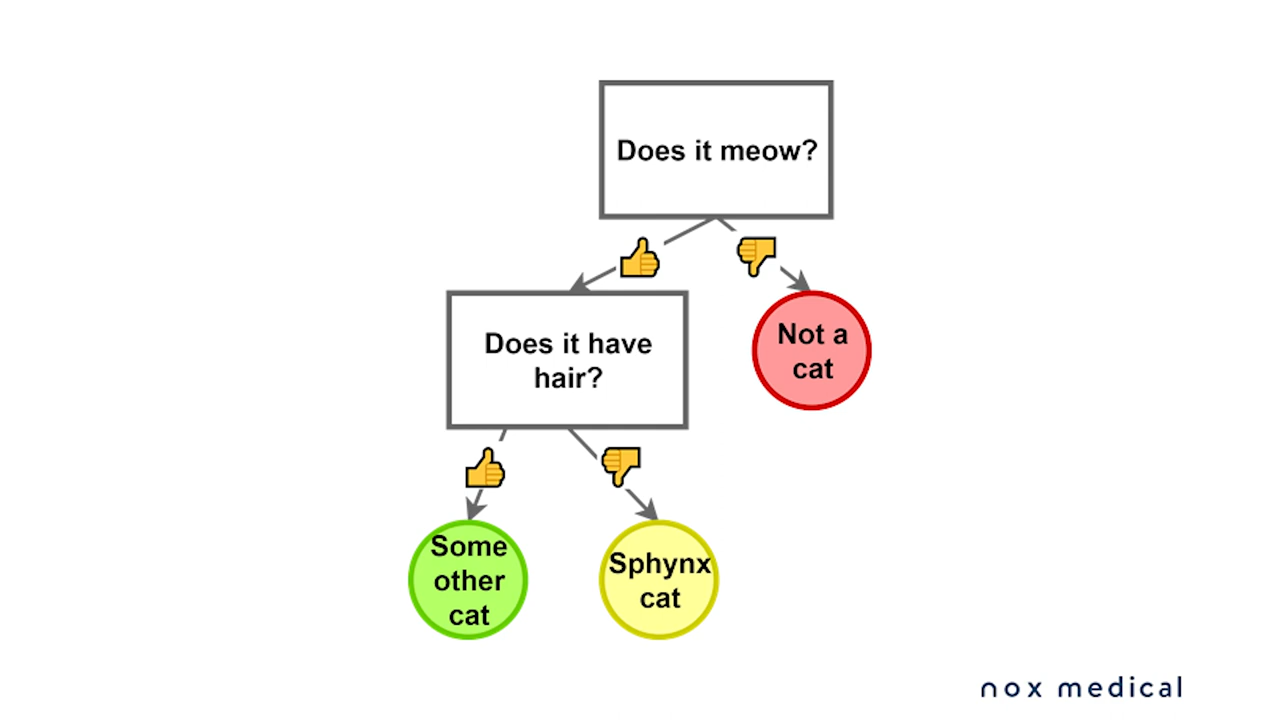 Does it meow?
Not a
cat
Does it have
hair?
Some
other
cat
Sphynx
cat
nox medical